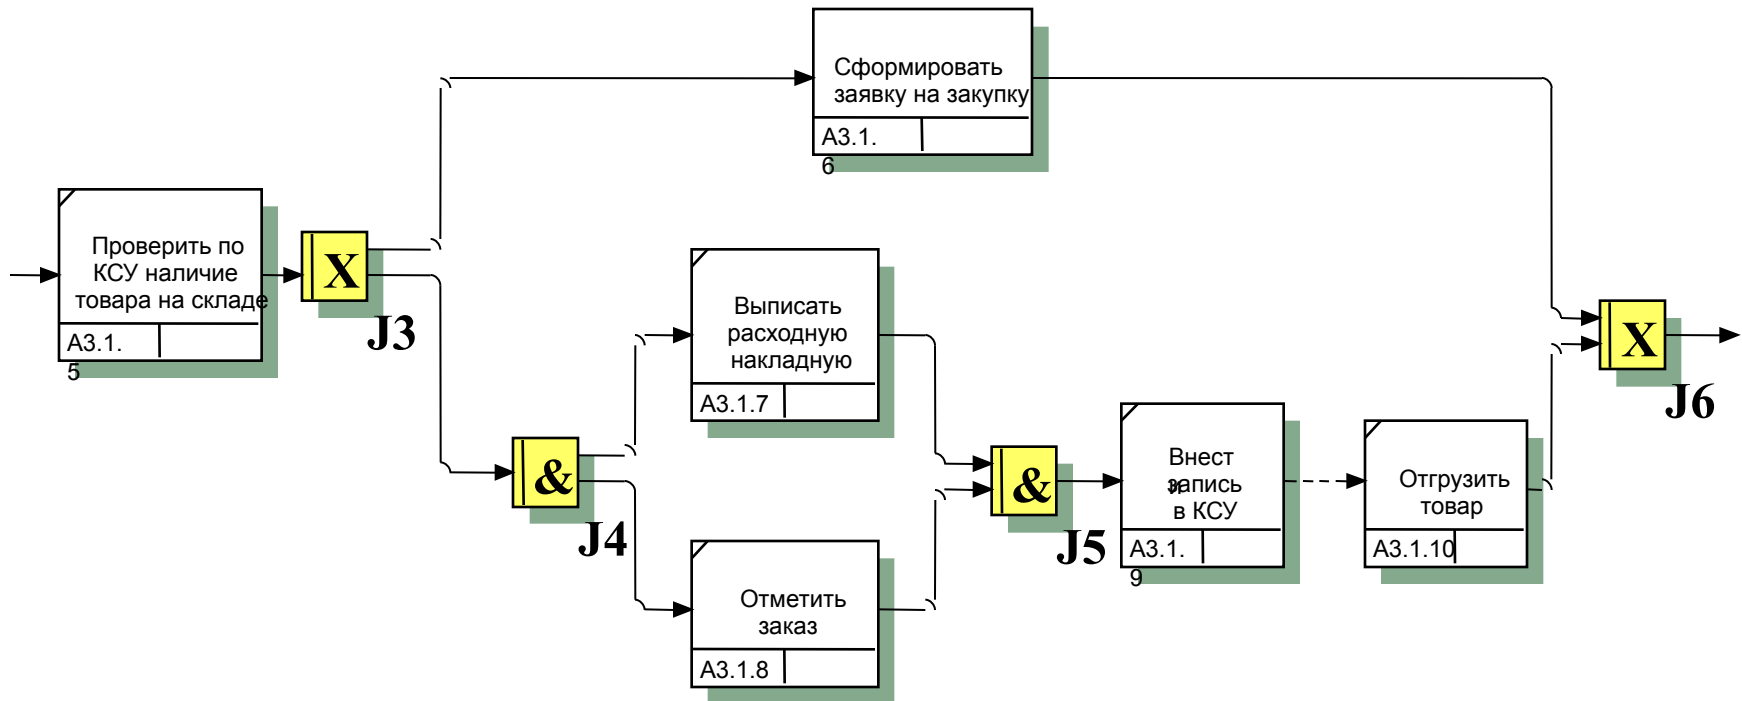 Сформировать
заявку на закупку
А3.1.
6
Проверить по
КСУ наличие
товара на складе
А3.1.
5
X
J3
Выписать
расходную
накладную
А3.1.7
&
J4
Отметить
заказ
А3.1.8
&
J5
Внест
и
запись
в КСУ
А3.1.
9
Отгрузить
товар
А3.1.10
X
J6